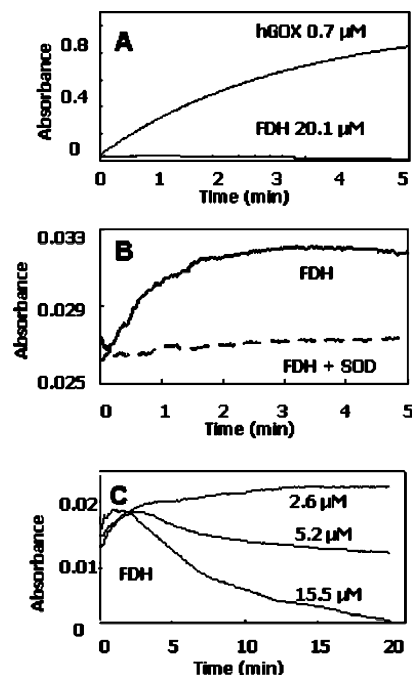 A
hGOX 0.7 μM
FDH 20.1 μM
Absorbance
0.8
0.4
0
0 1 2 3 4 5
Time (min)
B
FDH
FDH + SOD
Absorbance
0.033
0.029
0.025
0 1 2 3 4 5
Time (min)
C
2.6 μM
5.2 μM
15.5 μM
FDH
Absorbance
0.02
0.01
0
0 5 10 15 20
Time (min)